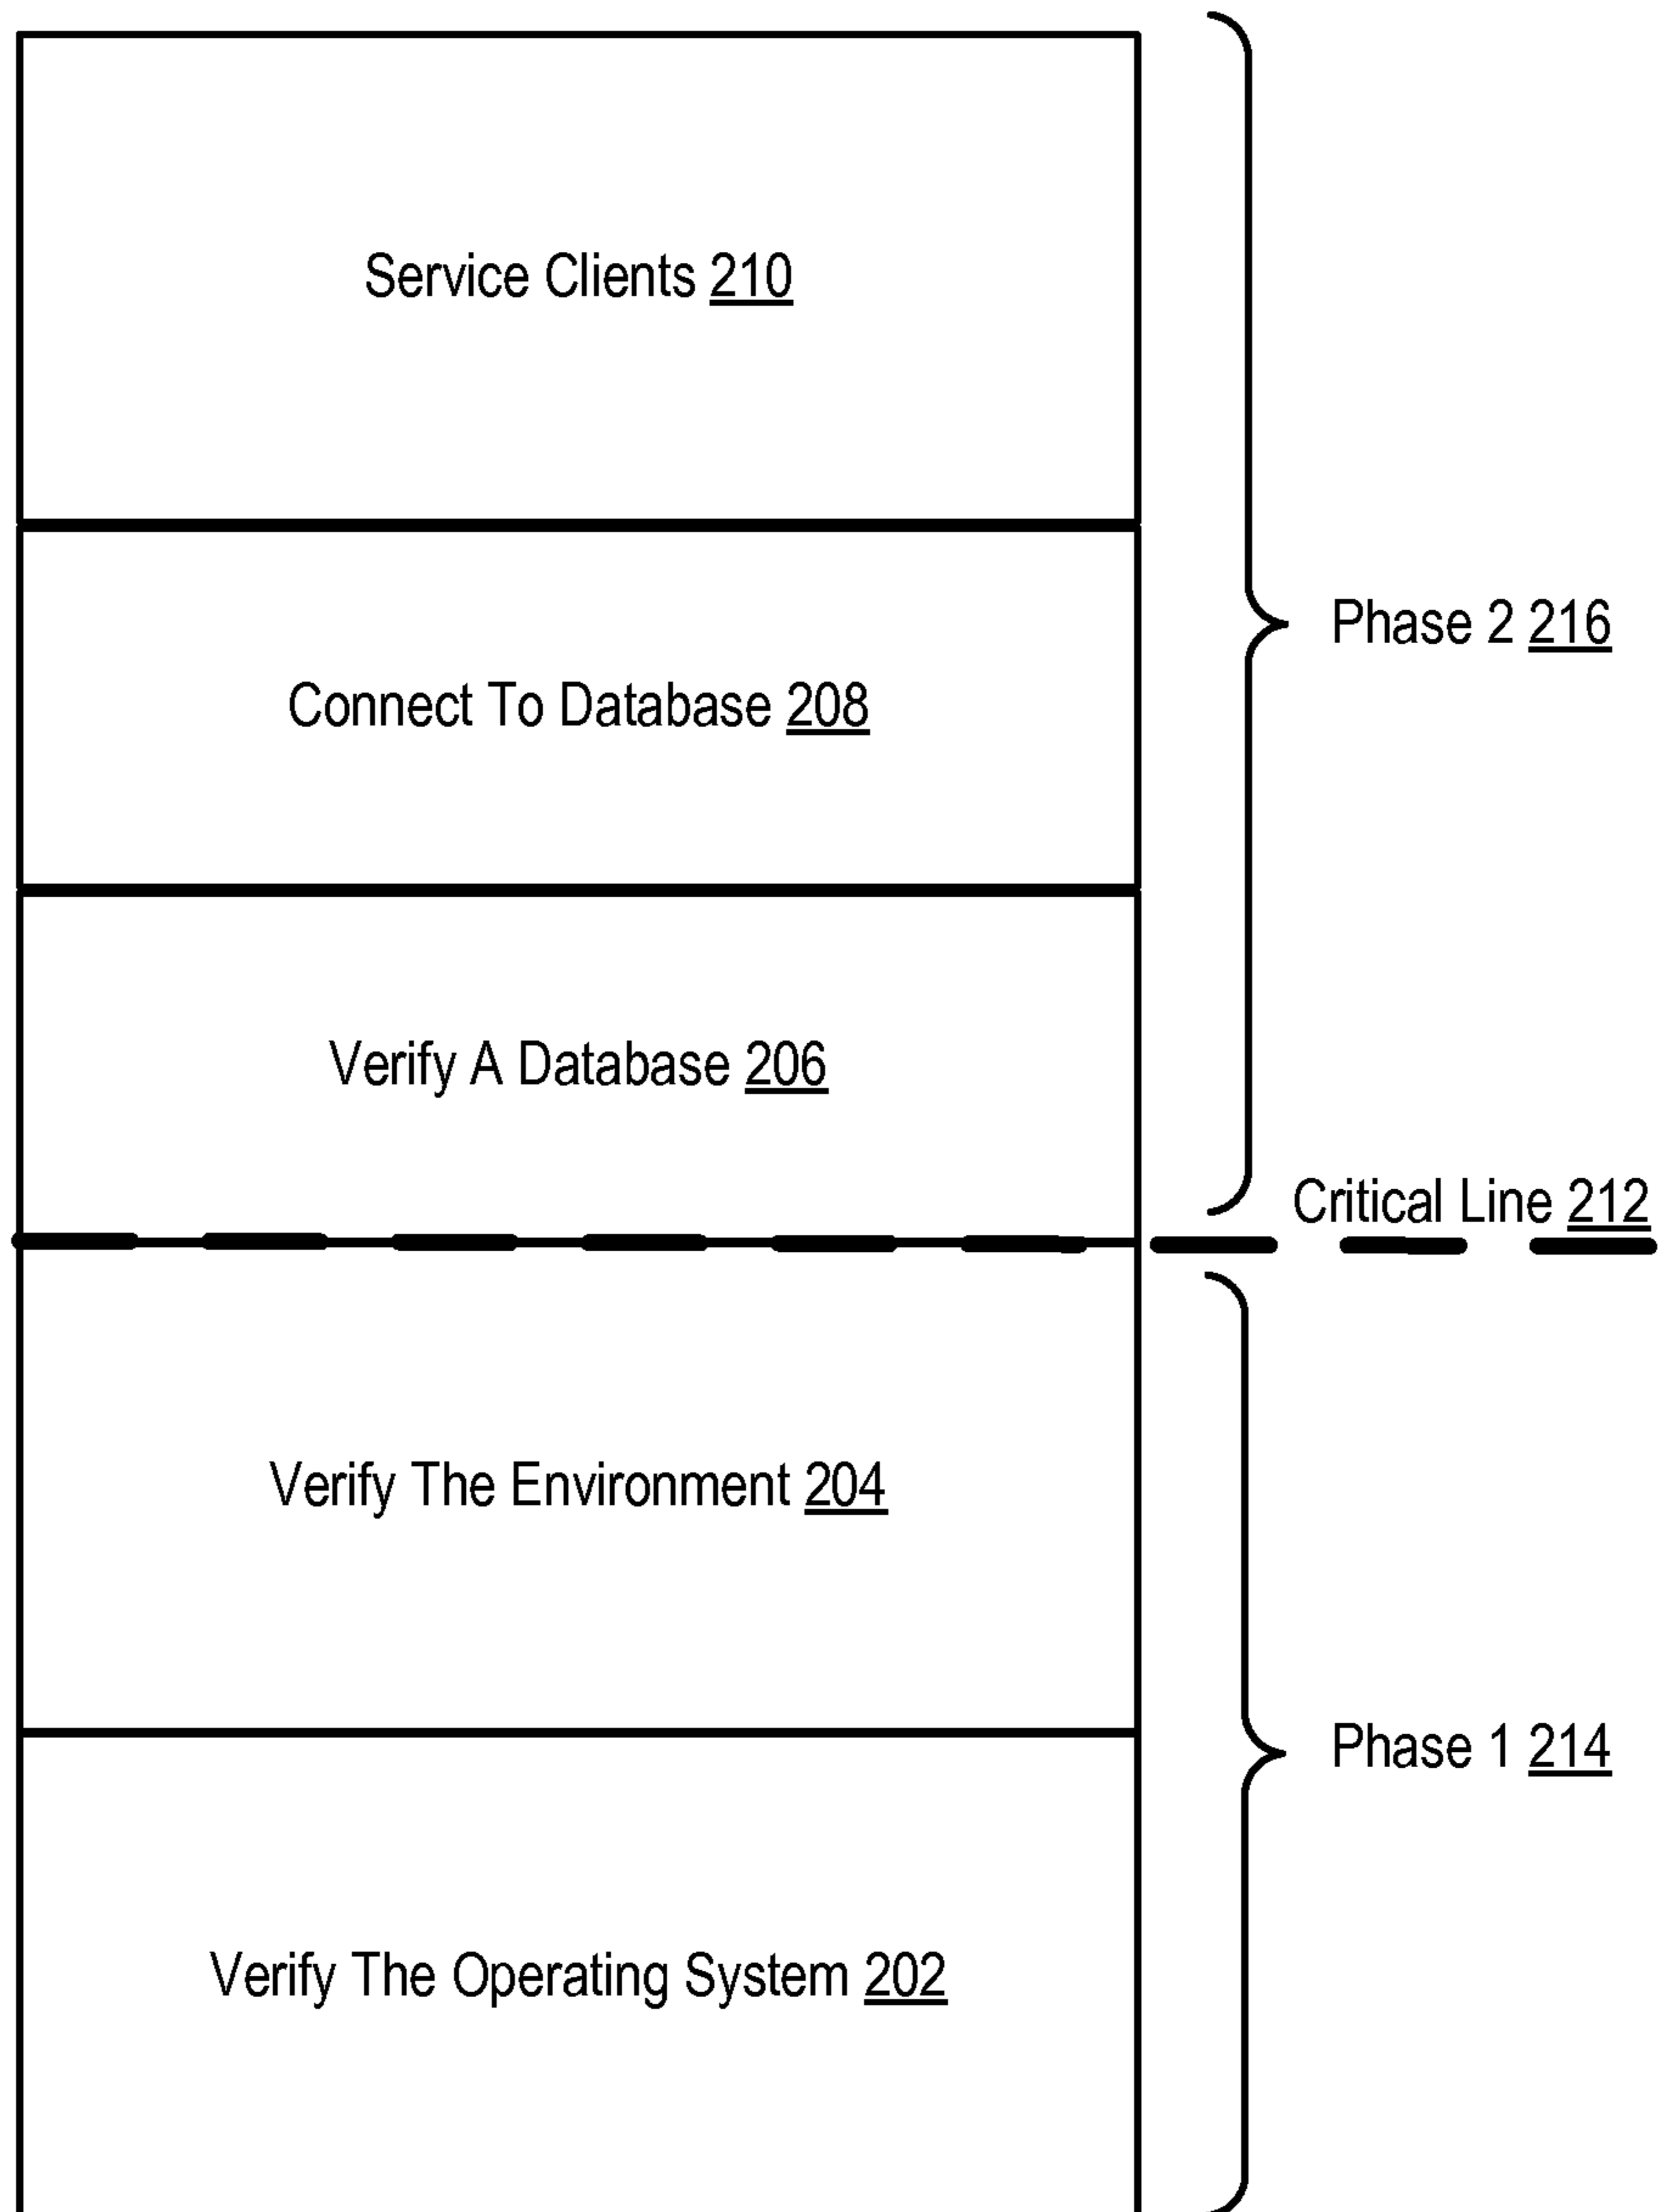 Service Clients 210
Phase 2 216
Connect To Database 208
Verify A Database 206
Critical Line 212
Verify The Environment 204
Phase 1 214
Verify The Operating System 202